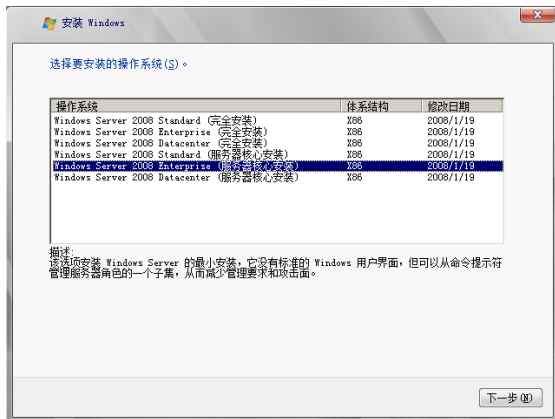 安装 Windows
选择要安装的操作系统(S)。
操作系统 体系结构 修改日期
Windows Server 2008 Standard (完全安装) X86 2008/1/19
Windows Server 2008 Enterprise (完全安装) X86 2008/1/19
Windows Server 2008 Datacenter (完全安装) X86 2008/1/19
Windows Server 2008 Standard (服务器核心安装) X86 2008/1/19
Windows Server 2008 Enterprise (服务器核心安装) X86 2008/1/19
Windows Server 2008 Datacenter (服务器核心安装) X86 2008/1/19
描述:
该选项安装 Windows Server 的最小安装，它没有标准的 Windows 用户界面，但可以从命令提示符
管理服务器角色的一个子集，从而减少管理要求和攻击面。
下一步(N)